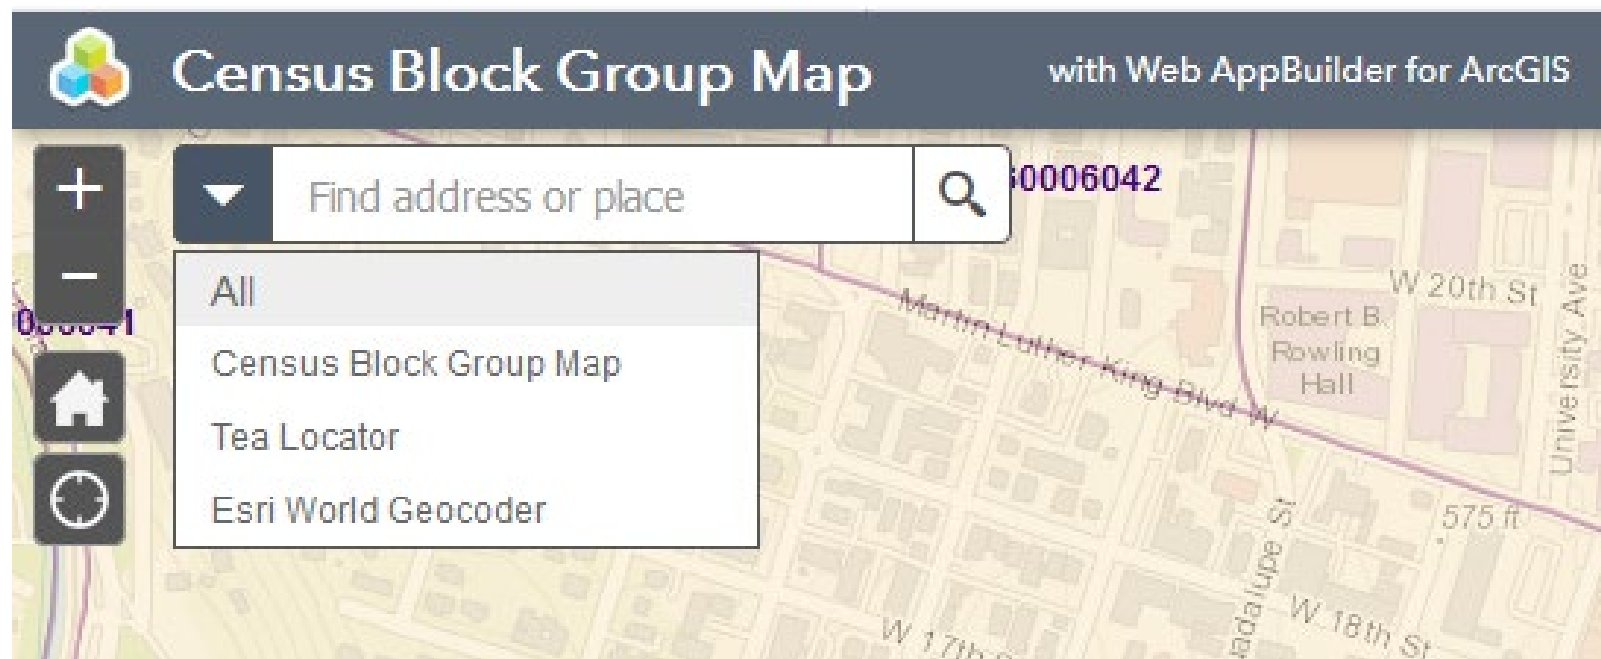 Census Block Group Map
with Web AppBuilder for ArcGIS
Find address or place
All
Census Block Group Map
Tea Locator
Esri World Geocoder
0006042
W 20th St
University Ave
Robert B.
Rowling
Hall
Martin Luther King Blvd W
575 ft
W 18th St
W 17th